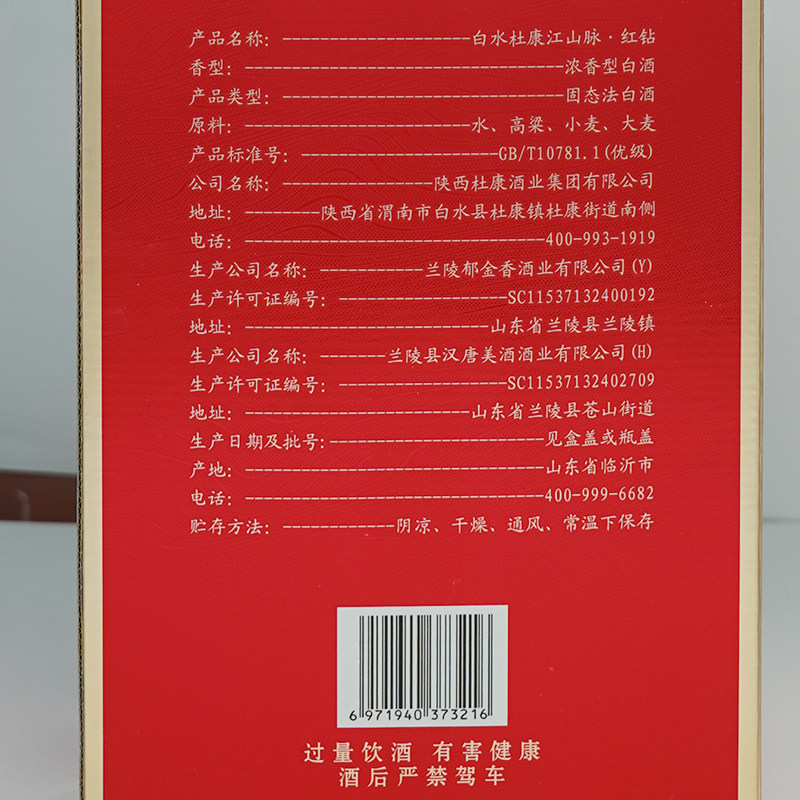 产品名称:--------------------白水杜康江山脉·红钻
香型:----------------------------------浓香型白酒
产品类型:------------------------------固态法白酒
原料:------------------------水、高粱、小麦、大麦
产品标准号:---------------------GB/T10781.1(优级)
公司名称:----------------陕西杜康酒业集团有限公司
地址:--------陕西省渭南市白水县杜康镇杜康街道南侧
电话:--------------------------------400-993-1919
生产公司名称:-----------兰陵郁金香酒业有限公司(Y)
生产许可证编号:------------------SC11537132400192
地址:--------------------------山东省兰陵县兰陵镇
生产公司名称:-------兰陵县汉唐美酒酒业有限公司(H)
生产许可证编号:------------------SC11537132402709
地址:------------------------山东省兰陵县苍山街道
生产日期及批号:-----------------------见盒盖或瓶盖
产地:--------------------------------山东省临沂市
电话:--------------------------------400-999-6682
贮存方法:------------阴凉、干燥、通风、常温下保存
6 971940 373216
过量饮酒 有害健康
酒后严禁驾车